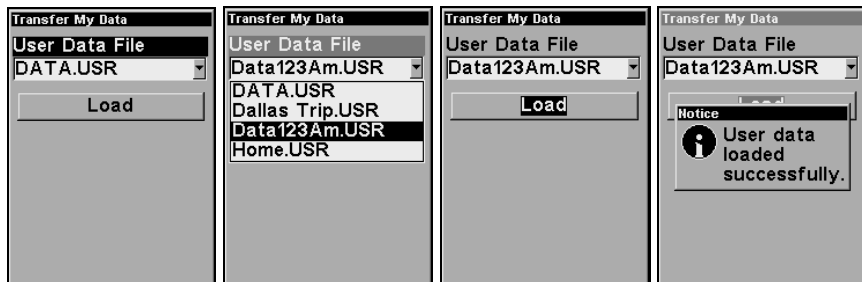 Transfer My Data
User Data File
DATA.USR
Load
Transfer My Data
User Data File
Data123Am.USR
DATA.USR
Dallas Trip.USR
Data123Am.USR
Home.USR
Transfer My Data
User Data File
Data123Am.USR
Load
Transfer My Data
User Data File
Data123Am.USR
Load
Notice
User data
loaded
successfully.